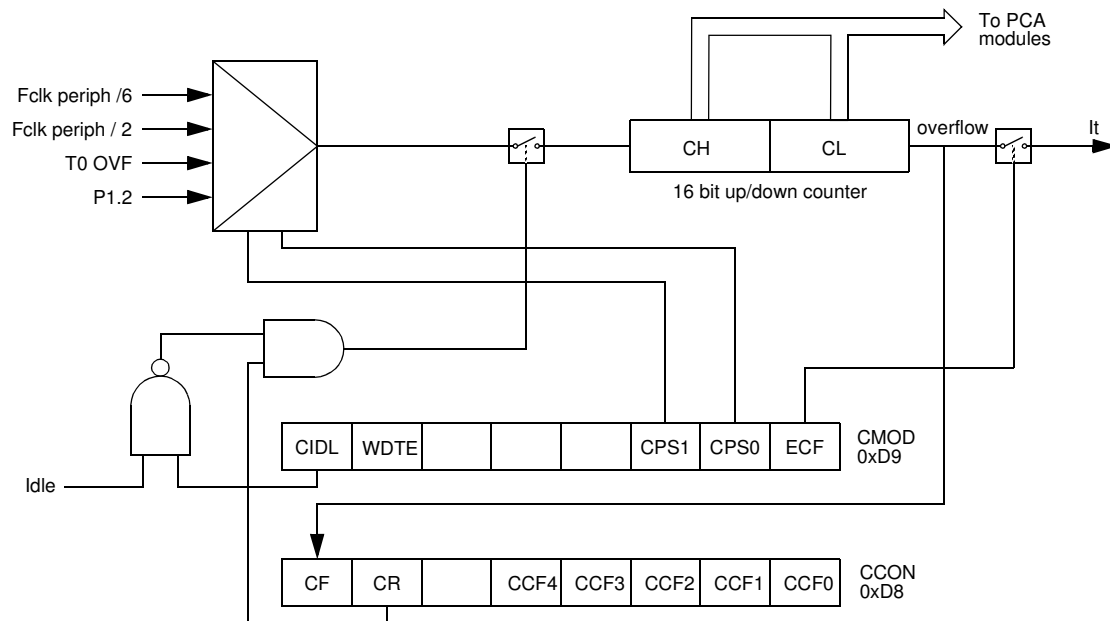 To PCA
modules
Fclk periph /6
Fclk periph / 2
T0 OVF
P1.2
CH
CL
overflow
It
16 bit up/down counter
CIDL
WDTE
CPS1
CPS0
ECF
CMOD
0xD9
Idle
CF
CR
CCF4
CCF3
CCF2
CCF1
CCF0
CCON
0xD8